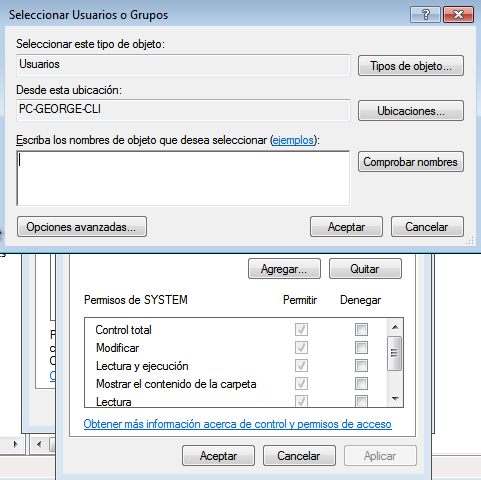 Seleccionar Usuarios o Grupos
Seleccionar este tipo de objeto:
Usuarios
Tipos de objeto...
Desde esta ubicación:
PC-GEORGE-CLI
Ubicaciones...
Escriba los nombres de objeto que desea seleccionar (ejemplos):
Comprobar nombres
Opciones avanzadas...
Aceptar
Cancelar
Agregar...
Quitar
Permisos de SYSTEM
Permitir
Denegar
Control total
Modificar
Lectura y ejecución
Mostrar el contenido de la carpeta
Lectura
Obtener más información acerca de control y permisos de acceso
Aceptar
Cancelar
Aplicar